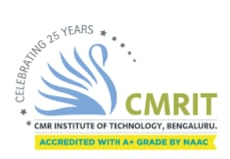 CELEBRATING 25 YEARS
CMRIT
CMR INSTITUTE OF TECHNOLOGY, BENGALURU.
ACCREDITED WITH A+ GRADE BY NAAC